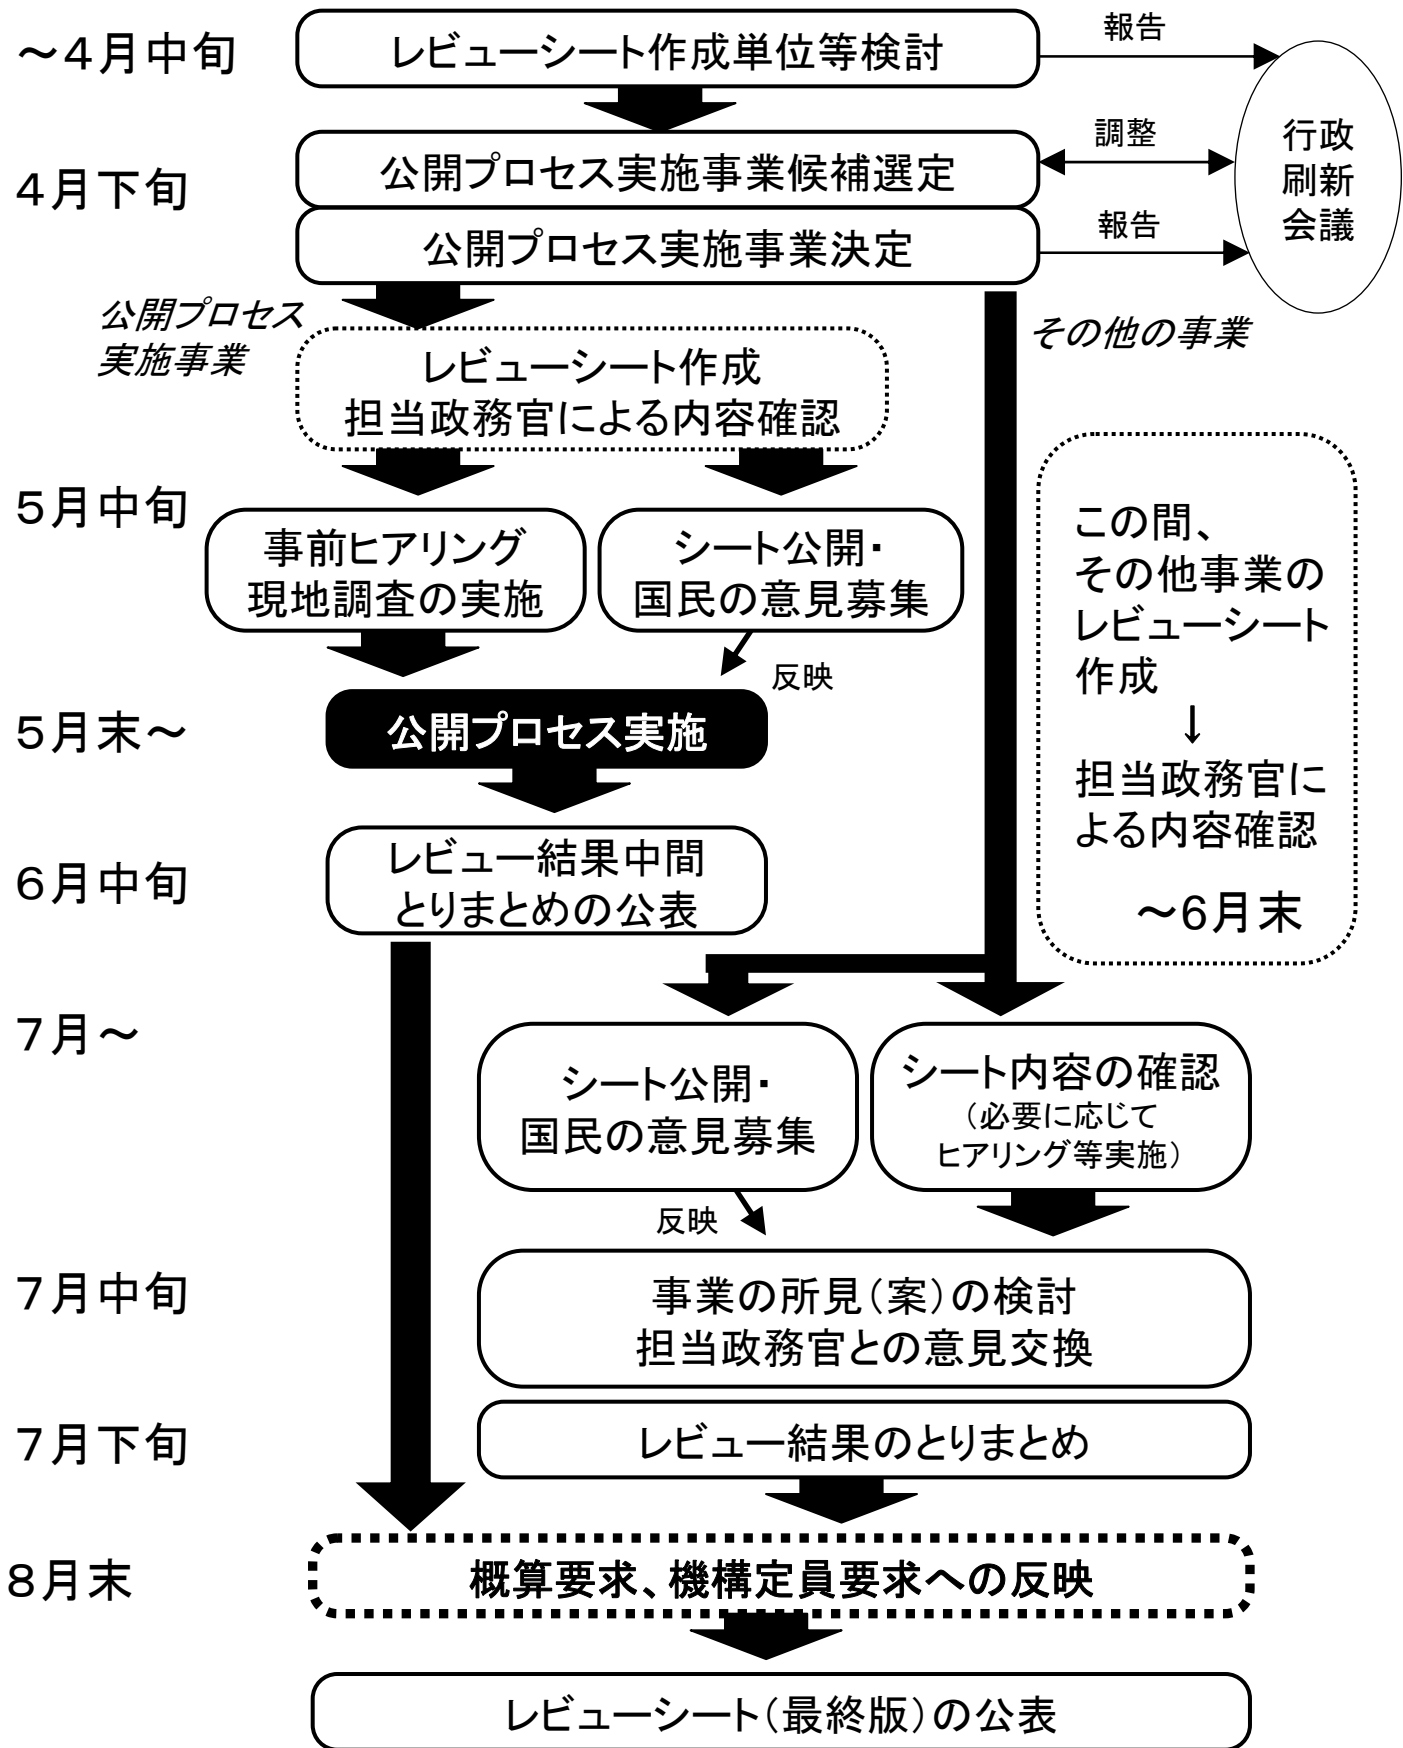 ～４月中旬
レビューシート作成単位等検討
報告
調整
行政
刷新
会議
４月下旬
公開プロセス実施事業候補選定
公開プロセス実施事業決定
報告
公開プロセス
実施事業
その他の事業
レビューシート作成
担当政務官による内容確認
５月中旬
事前ヒアリング
現地調査の実施
シート公開・
国民の意見募集
反映
この間、
その他事業の
レビューシート
作成
↓
担当政務官に
よる内容確認
～6月末
５月末～
公開プロセス実施
６月中旬
レビュー結果中間
とりまとめの公表
７月～
シート公開・
国民の意見募集
シート内容の確認
（必要に応じて
ヒアリング等実施）
反映
７月中旬
事業の所見（案）の検討
担当政務官との意見交換
７月下旬
レビュー結果のとりまとめ
８月末
概算要求、機構定員要求への反映
レビューシート（最終版）の公表